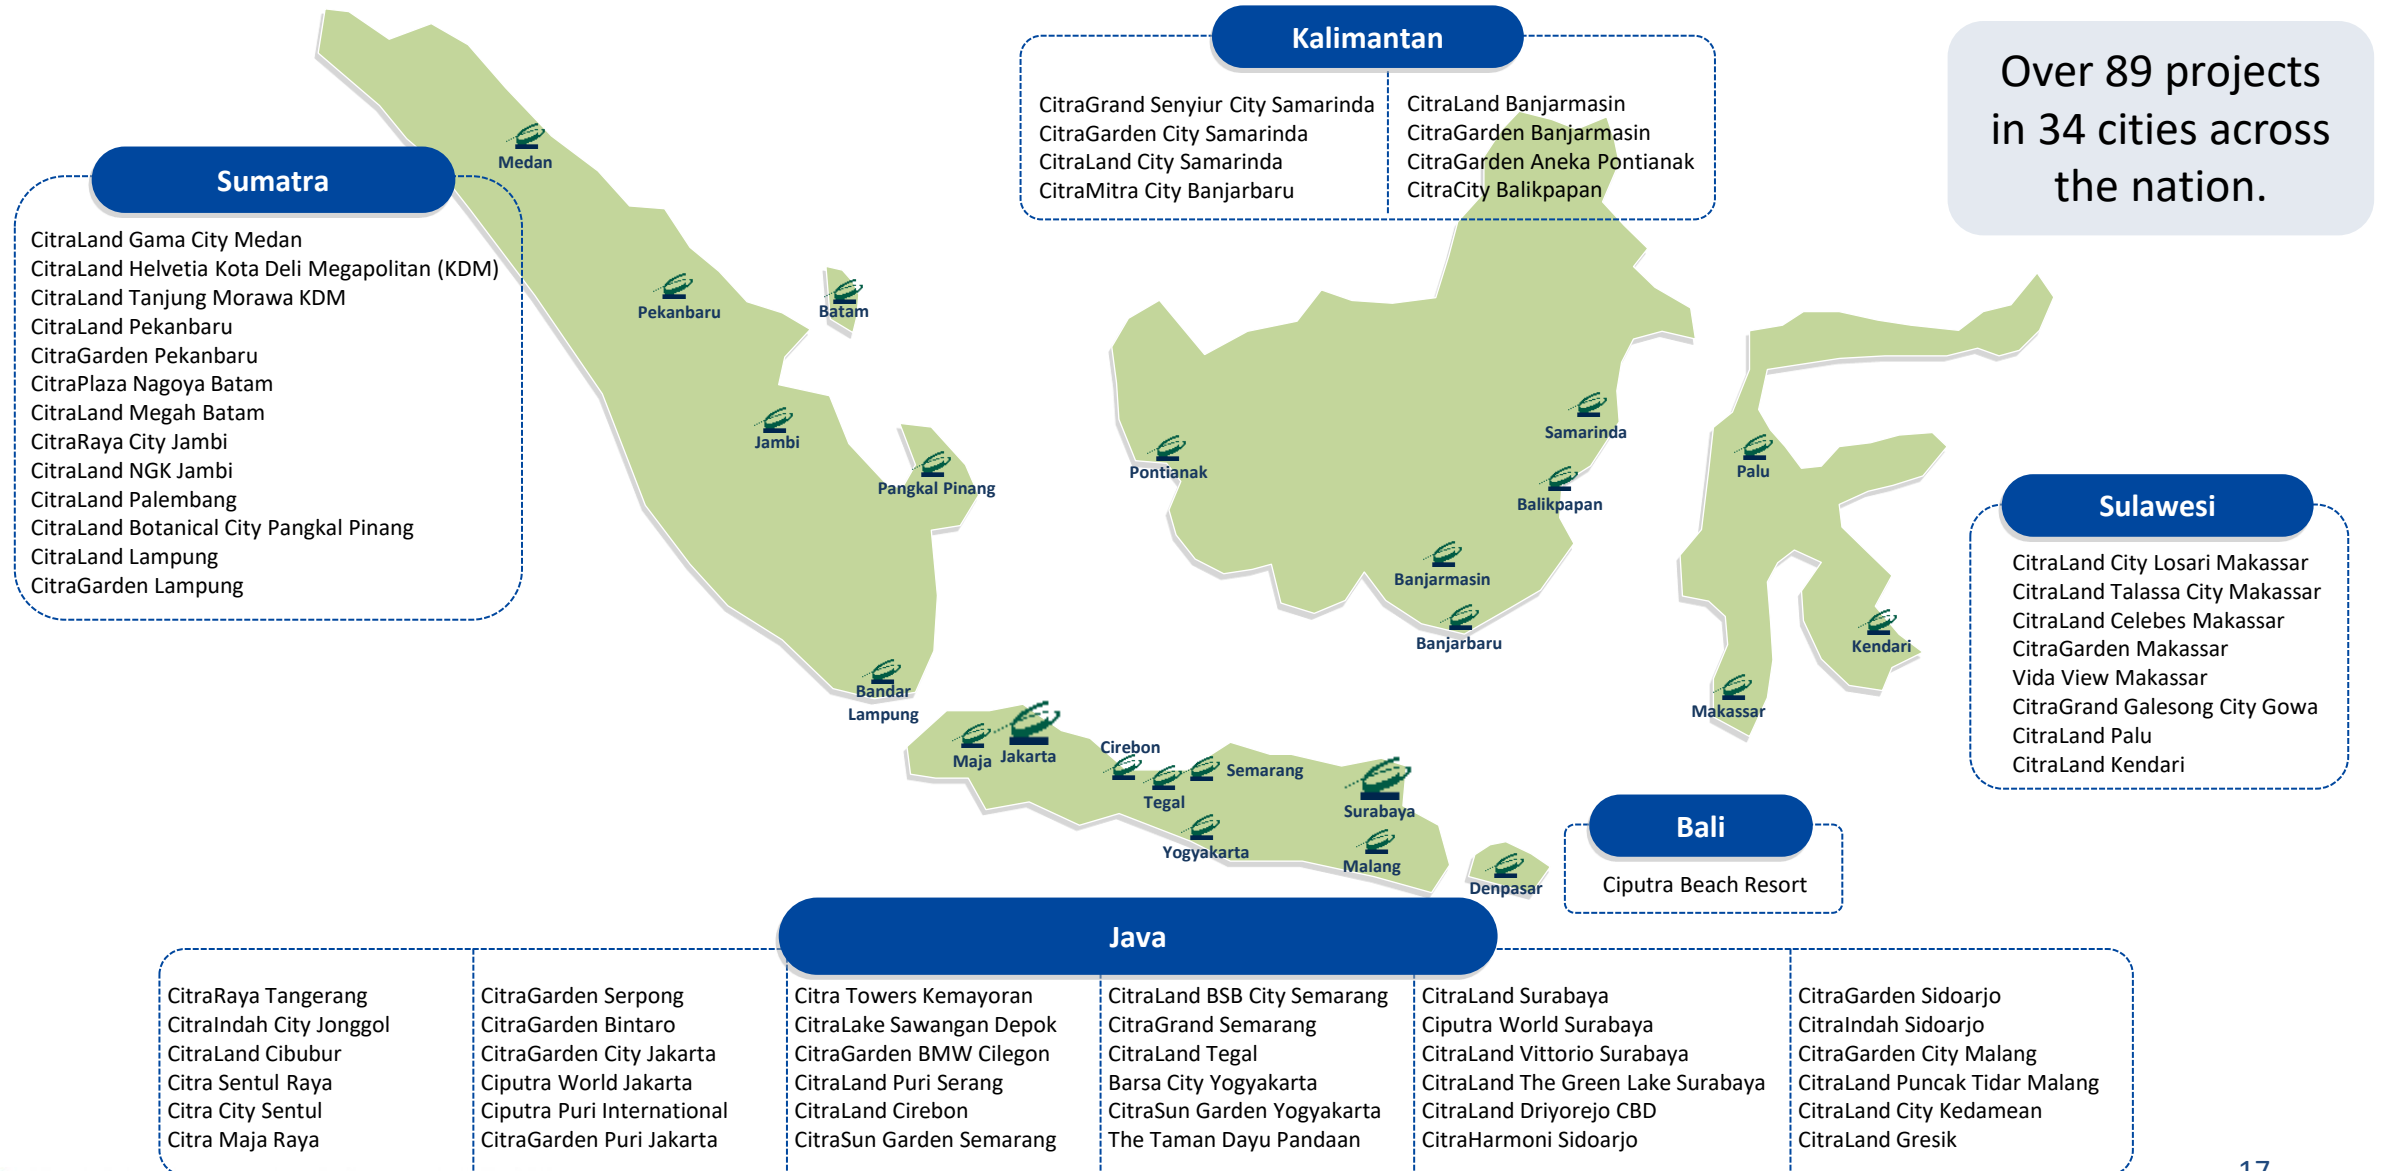 Kalimantan
CitraGrand Senyiur City Samarinda
CitraGarden City Samarinda
CitraLand City Samarinda
CitraMitra City Banjarbaru
CitraLand Banjarmasin
CitraGarden Banjarmasin
CitraGarden Aneka Pontianak
CitraCity Balikpapan
Over 89 projects
in 34 cities across
the nation.
Sumatra
CitraLand Gama City Medan
CitraLand Helvetia Kota Deli Megapolitan (KDM)
CitraLand Tanjung Morawa KDM
CitraLand Pekanbaru
CitraGarden Pekanbaru
CitraPlaza Nagoya Batam
CitraLand Megah Batam
CitraRaya City Jambi
CitraLand NGK Jambi
CitraLand Palembang
CitraLand Botanical City Pangkal Pinang
CitraLand Lampung
CitraGarden Lampung
Medan
Pekanbaru
Batam
Jambi
Pangkal Pinang
Bandar
Lampung
Pontianak
Samarinda
Balikpapan
Banjarmasin
Banjarbaru
Palu
Kendari
Makassar
Sulawesi
CitraLand City Losari Makassar
CitraLand Talassa City Makassar
CitraLand Celebes Makassar
CitraGarden Makassar
Vida View Makassar
CitraGrand Galesong City Gowa
CitraLand Palu
CitraLand Kendari
Maja
Jakarta
Cirebon
Tegal
Semarang
Yogyakarta
Surabaya
Malang
Denpasar
Bali
Ciputra Beach Resort
Java
CitraRaya Tangerang
CitraIndah City Jonggol
CitraLand Cibubur
Citra Sentul Raya
Citra City Sentul
Citra Maja Raya
CitraGarden Serpong
CitraGarden Bintaro
CitraGarden City Jakarta
Ciputra World Jakarta
Ciputra Puri International
CitraGarden Puri Jakarta
Citra Towers Kemayoran
CitraLake Sawangan Depok
CitraGarden BMW Cilegon
CitraLand Puri Serang
CitraLand Cirebon
CitraSun Garden Semarang
CitraLand BSB City Semarang
CitraGrand Semarang
CitraLand Tegal
Barsa City Yogyakarta
CitraSun Garden Yogyakarta
The Taman Dayu Pandaan
CitraLand Surabaya
Ciputra World Surabaya
CitraLand Vittorio Surabaya
CitraLand The Green Lake Surabaya
CitraLand Driyorejo CBD
CitraHarmoni Sidoarjo
CitraGarden Sidoarjo
CitraIndah Sidoarjo
CitraGarden City Malang
CitraLand Puncak Tidar Malang
CitraLand City Kedamean
CitraLand Gresik
17